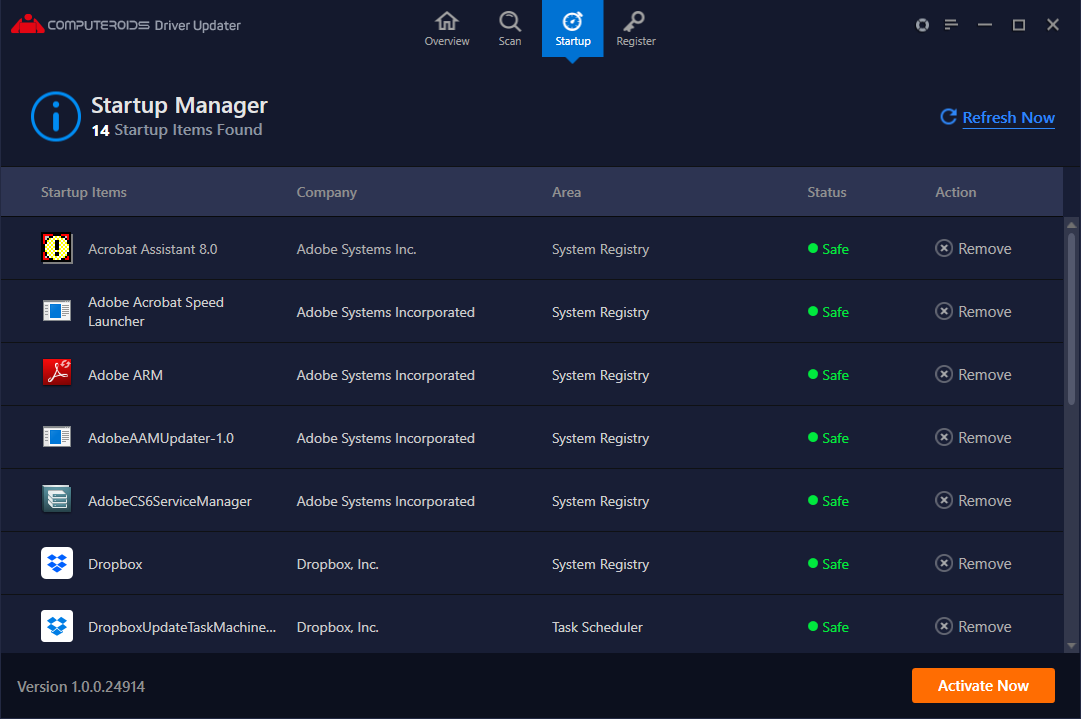 COMPUTEROIDS Driver Updater
Overview
Scan
Startup
Register
Startup Manager
14 Startup Items Found
Refresh Now
Startup Items Company Area Status Action
Acrobat Assistant 8.0 Adobe Systems Inc. System Registry Safe Remove
Adobe Acrobat Speed
Launcher Adobe Systems Incorporated System Registry Safe Remove
Adobe ARM Adobe Systems Incorporated System Registry Safe Remove
AdobeAAMUpdater-1.0 Adobe Systems Incorporated System Registry Safe Remove
AdobeCS6ServiceManager Adobe Systems Incorporated System Registry Safe Remove
Dropbox Dropbox, Inc. System Registry Safe Remove
DropboxUpdateTaskMachine... Dropbox, Inc. Task Scheduler Safe Remove
Version 1.0.0.24914
Activate Now